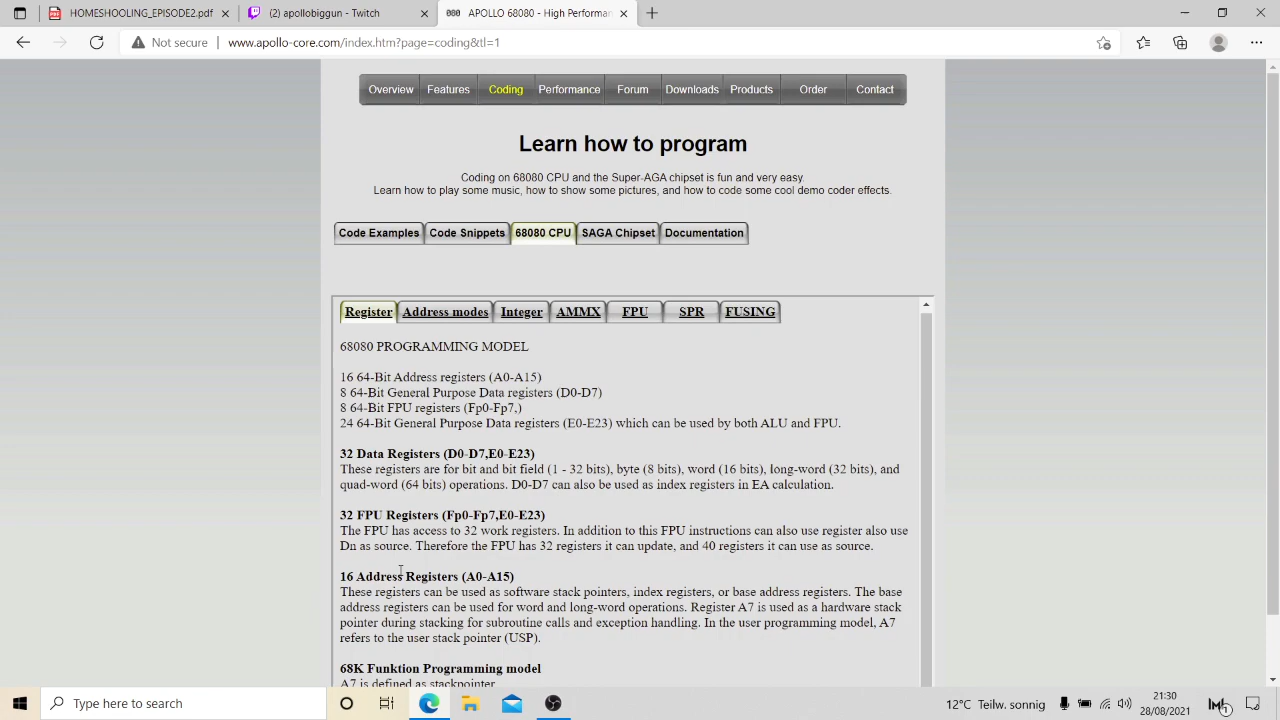 HOMESHOOLING_EPISODE2.pdf
apollobiggun - Twitch
APOLLO 68080 - High Performan
Not secure
www.apollo-core.com/index.htm?page=coding&tl=1
Overview Features Coding Performance Forum Downloads Products Order Contact
Learn how to program
Coding on 68080 CPU and the Super-AGA chipset is fun and very easy.
Learn how to play some music, how to show some pictures, and how to code some cool demo coder effects.
Code Examples Code Snippets 68080 CPU SAGA Chipset Documentation
Register Address modes Integer AMMX FPU SPR FUSING
68080 PROGRAMMING MODEL
16 64-Bit Address registers (A0-A15)
8 64-Bit General Purpose Data registers (D0-D7)
8 64-Bit FPU registers (Fp0-Fp7,)
24 64-Bit General Purpose Data registers (E0-E23) which can be used by both ALU and FPU.
32 Data Registers (D0-D7,E0-E23)
These registers are for bit and bit field (1 - 32 bits), byte (8 bits), word (16 bits), long-word (32 bits), and
quad-word (64 bits) operations. D0-D7 can also be used as index registers in EA calculation.
32 FPU Registers (Fp0-Fp7,E0-E23)
The FPU has access to 32 work registers. In addition to this FPU instructions can also use register also use
Dn as source. Therefore the FPU has 32 registers it can update, and 40 registers it can use as source.
16 Address Registers (A0-A15)
These registers can be used as software stack pointers, index registers, or base address registers. The base
address registers can be used for word and long-word operations. Register A7 is used as a hardware stack
pointer during stacking for subroutine calls and exception handling. In the user programming model, A7
refers to the user stack pointer (USP).
68K Funktion Programming model
A7 is defined as stackpointer
Type here to search
12°C Teilw. sonnig
21:30
28/08/2021